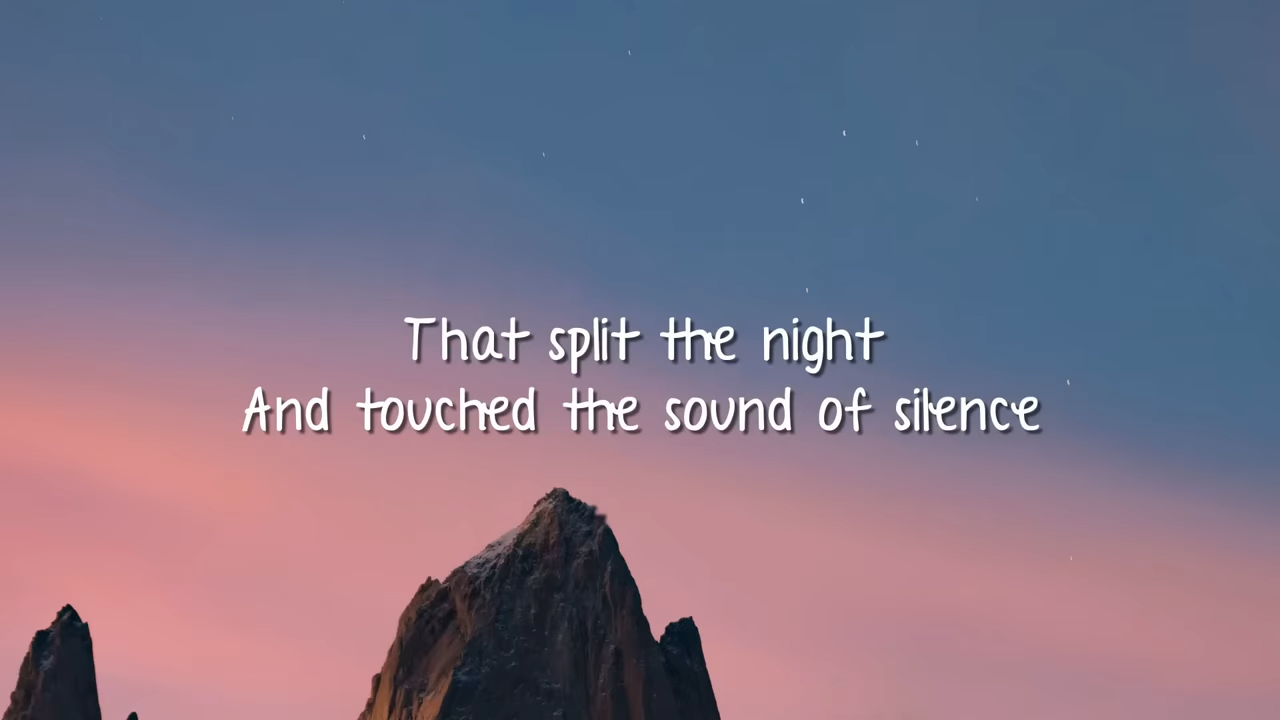 That split the night
And touched the sound of silence